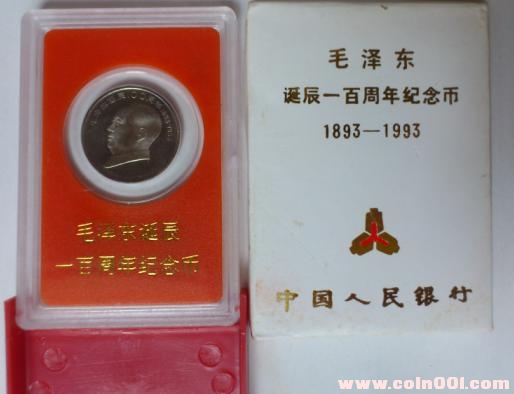 毛泽东诞辰
一百周年纪念币
毛泽东
诞辰一百周年纪念币
1893—1993
中国人民银行
www.coin001.com